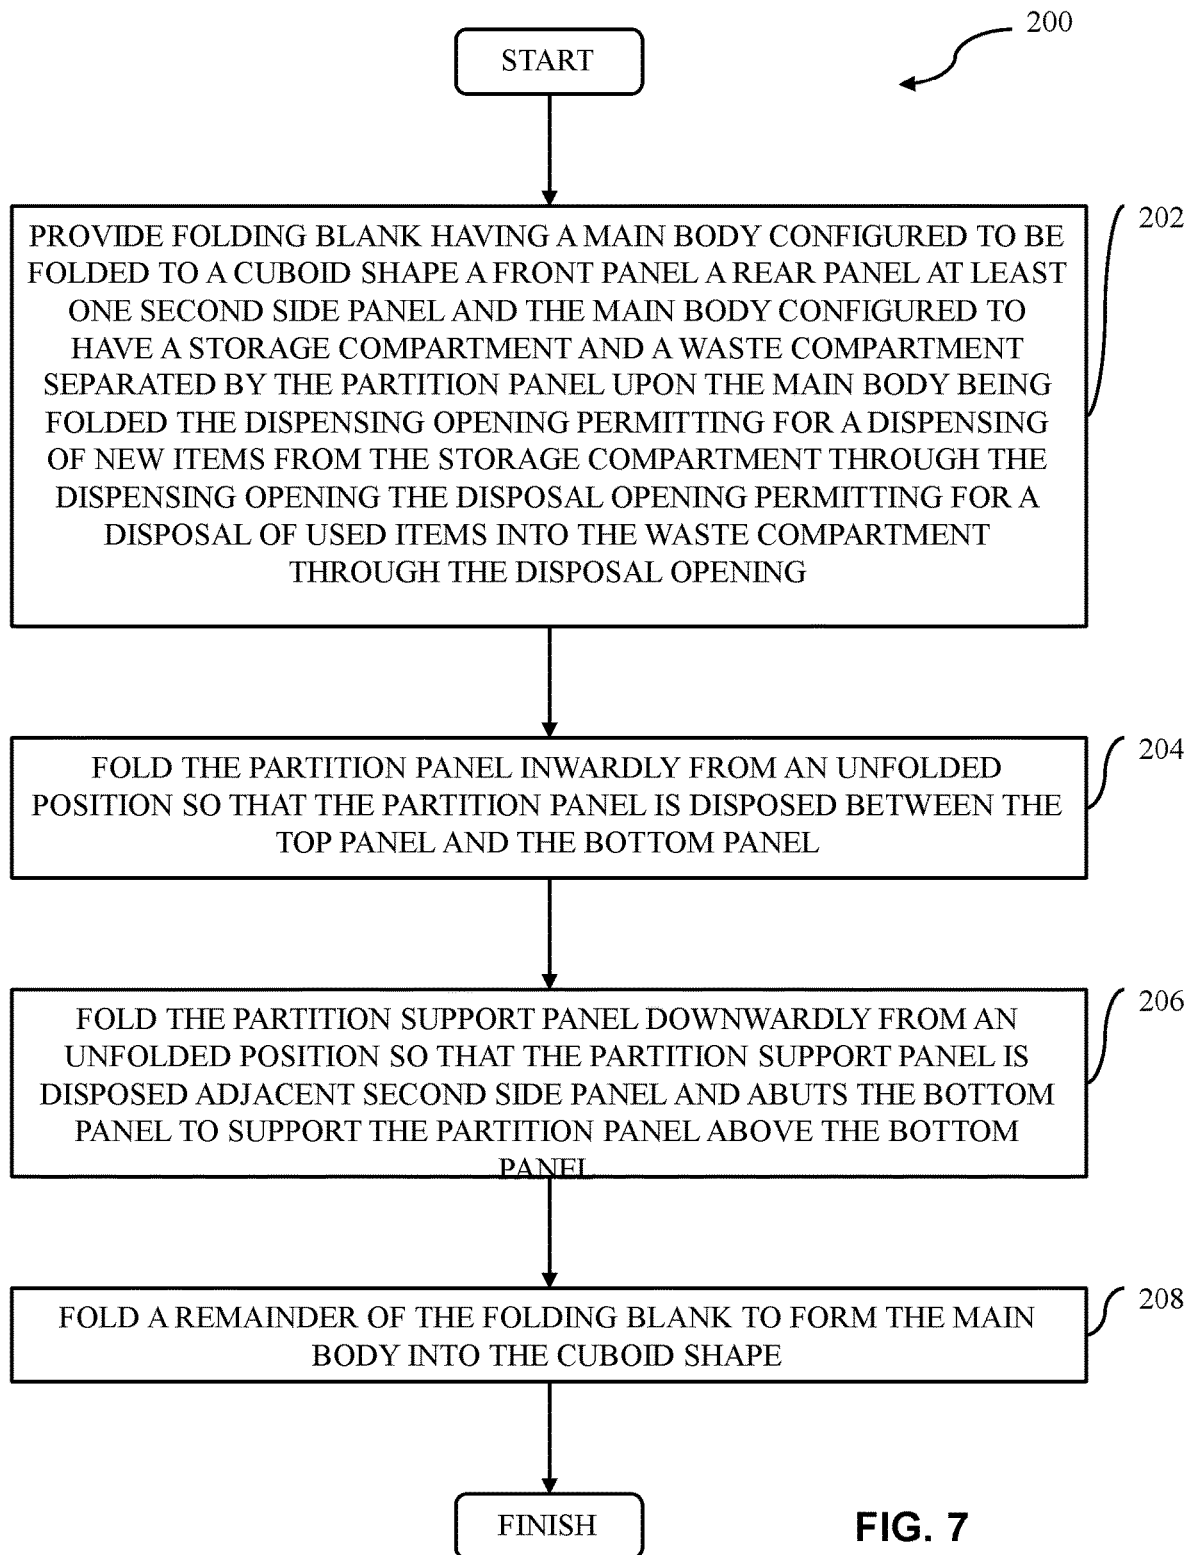 200
START
202
PROVIDE FOLDING BLANK HAVING A MAIN BODY CONFIGURED TO BE
FOLDED TO A CUBOID SHAPE A FRONT PANEL A REAR PANEL AT LEAST
ONE SECOND SIDE PANEL AND THE MAIN BODY CONFIGURED TO
HAVE A STORAGE COMPARTMENT AND A WASTE COMPARTMENT
SEPARATED BY THE PARTITION PANEL UPON THE MAIN BODY BEING
FOLDED THE DISPENSING OPENING PERMITTING FOR A DISPENSING
OF NEW ITEMS FROM THE STORAGE COMPARTMENT THROUGH THE
DISPENSING OPENING THE DISPOSAL OPENING PERMITTING FOR A
DISPOSAL OF USED ITEMS INTO THE WASTE COMPARTMENT
THROUGH THE DISPOSAL OPENING
204
FOLD THE PARTITION PANEL INWARDLY FROM AN UNFOLDED
POSITION SO THAT THE PARTITION PANEL IS DISPOSED BETWEEN THE
TOP PANEL AND THE BOTTOM PANEL
206
FOLD THE PARTITION SUPPORT PANEL DOWNWARDLY FROM AN
UNFOLDED POSITION SO THAT THE PARTITION SUPPORT PANEL IS
DISPOSED ADJACENT SECOND SIDE PANEL AND ABUTS THE BOTTOM
PANEL TO SUPPORT THE PARTITION PANEL ABOVE THE BOTTOM
PANEL
208
FOLD A REMAINDER OF THE FOLDING BLANK TO FORM THE MAIN
BODY INTO THE CUBOID SHAPE
FINISH
FIG. 7